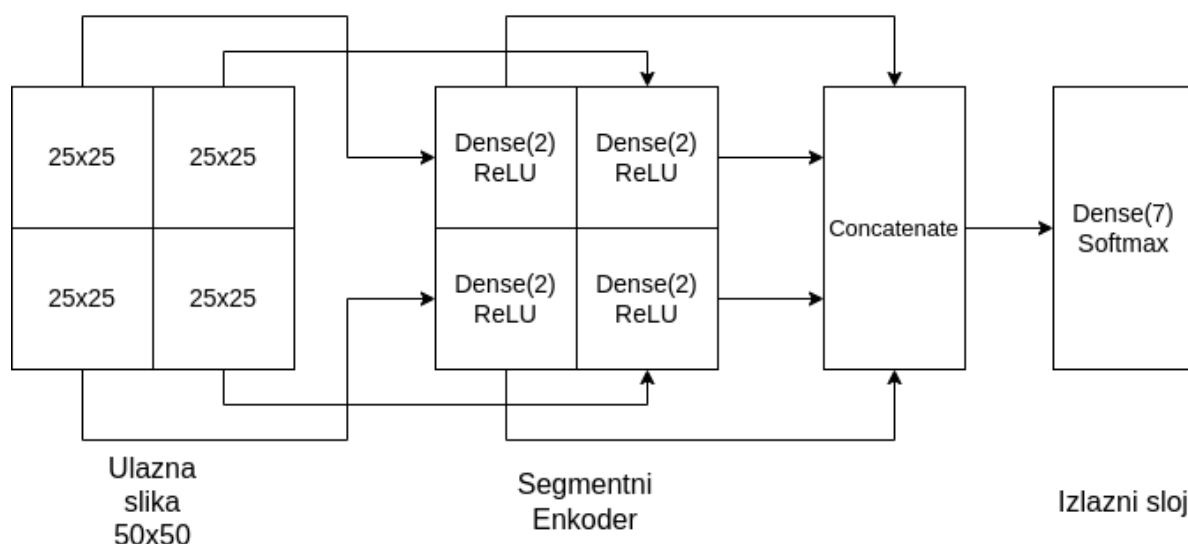 25x25
25x25
25x25
25x25
Ulazna
slika
50x50
Dense(2)
ReLU
Dense(2)
ReLU
Dense(2)
ReLU
Dense(2)
ReLU
Segmentni
Enkoder
Concatenate
Dense(7)
Softmax
Izlazni sloj